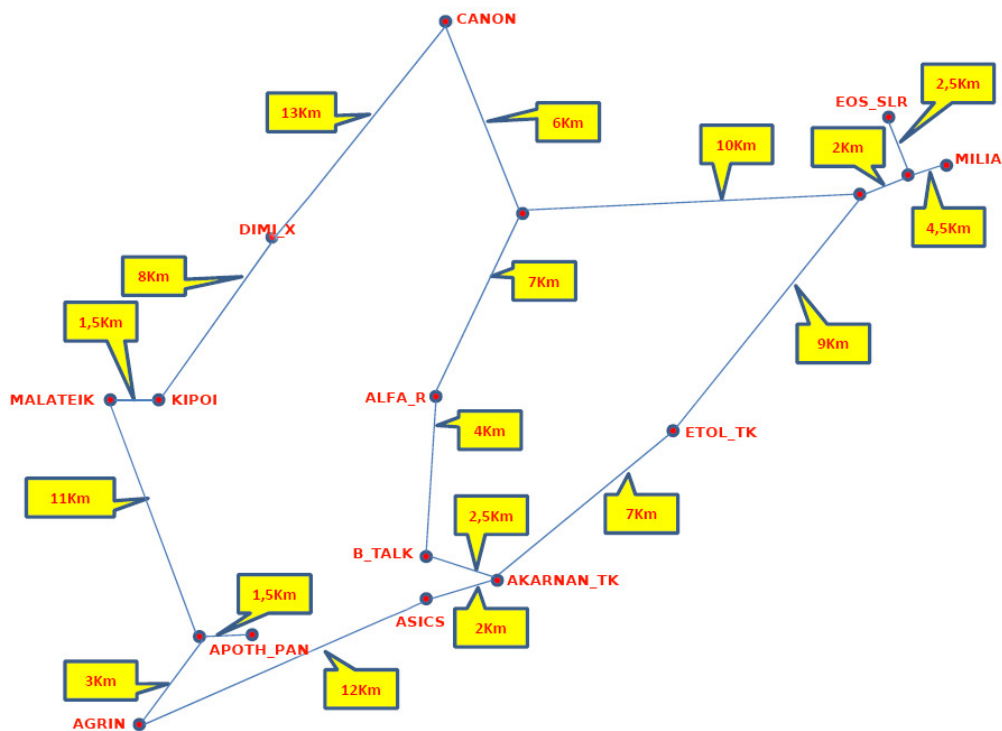 CANON
13Km
6Km
EOS_SLR
2,5Km
10Km
2Km
MILIA
4,5Km
DIMI_X
8Km
7Km
1,5Km
9Km
MALATEIK
KIPOI
ALFA_R
4Km
ETOL_TK
11Km
2,5Km
7Km
B_TALK
AKARNAN_TK
1,5Km
ASICS
2Km
APOTH_PAN
3Km
12Km
AGRIN